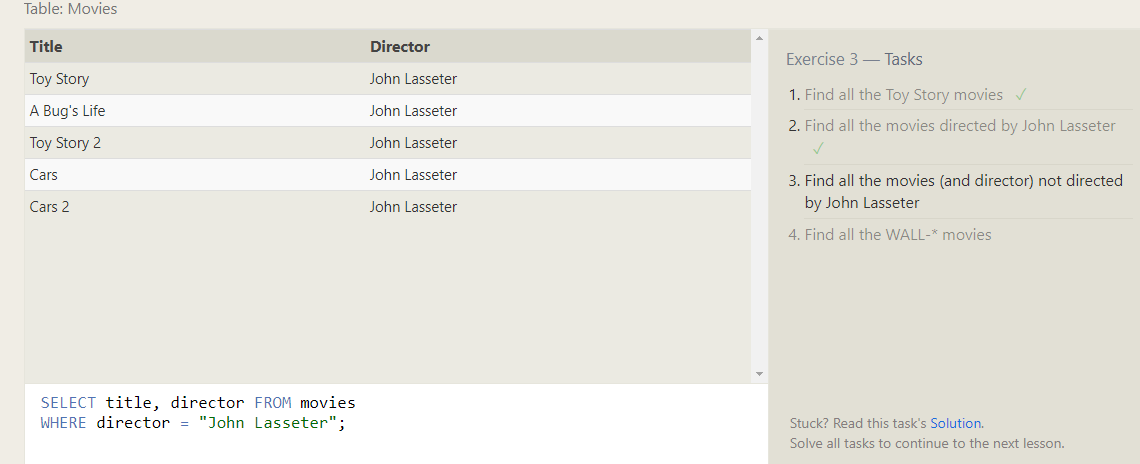 Table: Movies
Title Director
Toy Story John Lasseter
A Bug's Life John Lasseter
Toy Story 2 John Lasseter
Cars John Lasseter
Cars 2 John Lasseter
SELECT title, director FROM movies
WHERE director = "John Lasseter";
Exercise 3 — Tasks
1. Find all the Toy Story movies ✓
2. Find all the movies directed by John Lasseter
✓
3. Find all the movies (and director) not directed
by John Lasseter
4. Find all the WALL-* movies
Stuck? Read this task's Solution.
Solve all tasks to continue to the next lesson.